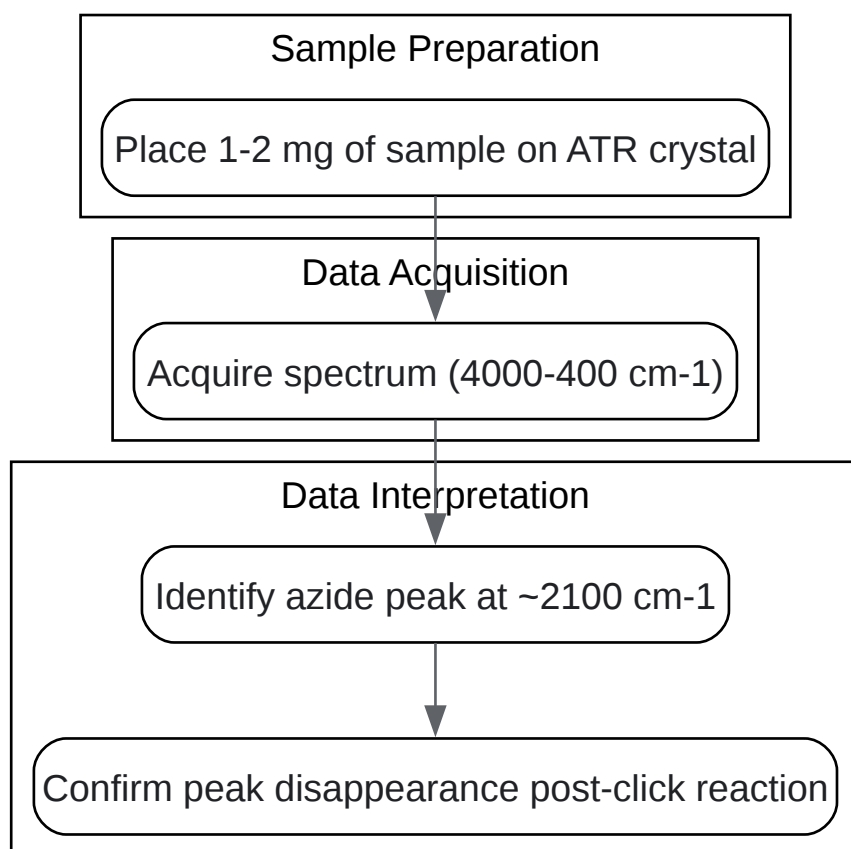 Sample Preparation
Place 1-2 mg of sample on ATR crystal
Data Acquisition
Acquire spectrum (4000-400 cm-1)
Data Interpretation
Identify azide peak at ~2100 cm-1
Confirm peak disappearance post-click reaction